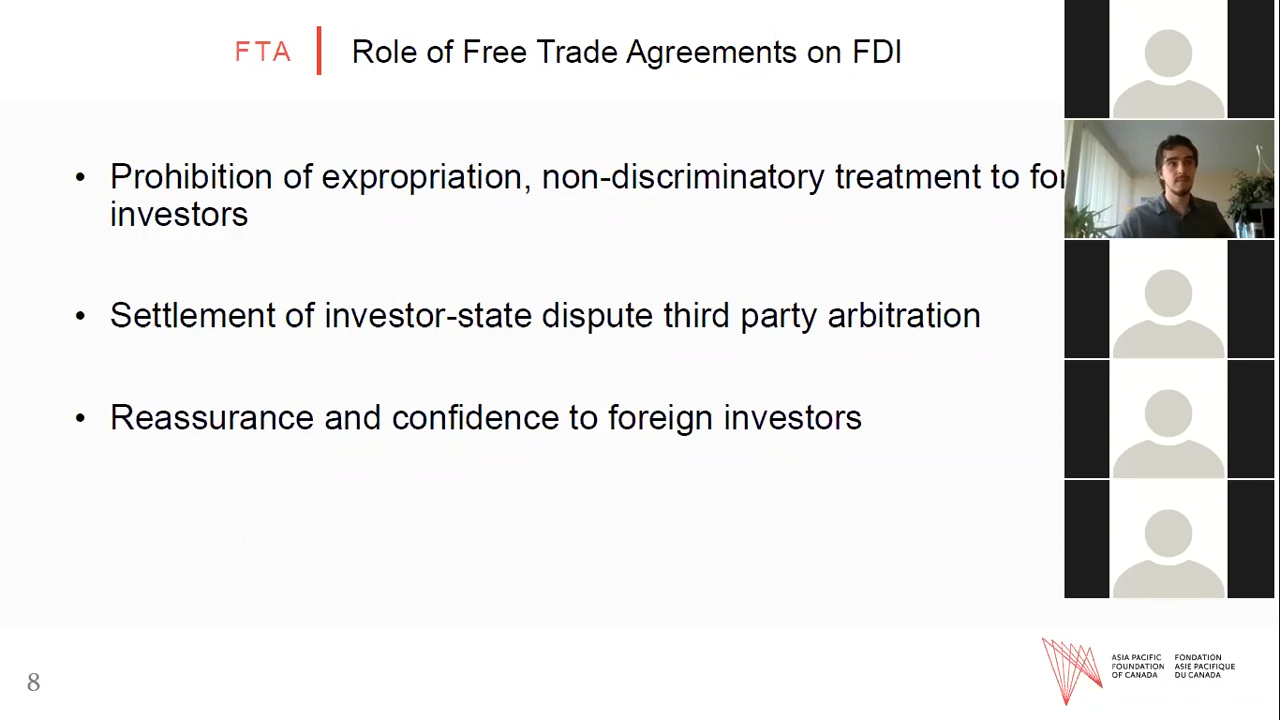 FTA
Role of Free Trade Agreements on FDI
• Prohibition of expropriation, non-discriminatory treatment to
investors
• Settlement of investor-state dispute third party arbitration
• Reassurance and confidence to foreign investors
8
ASIA PACIFIC
FOUNDATION
OF CANADA
FONDATION
ASIE PACIFIQUE
DU CANADA